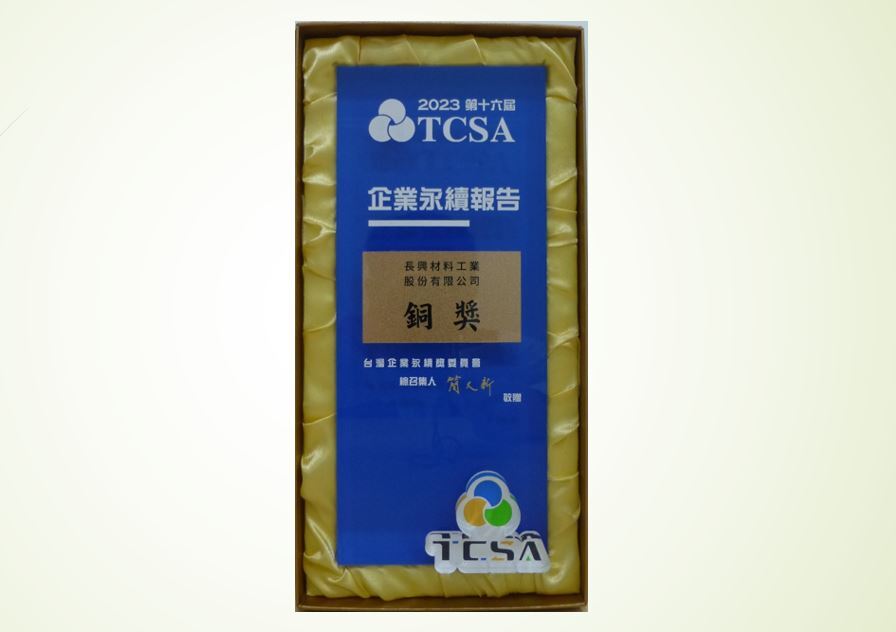 2023 第十六屆
TCSA
企業永續報告
長興材料工業
股份有限公司
銅獎
台灣企業永續獎委員會
總召集人 簡又新
敬贈
TCSA